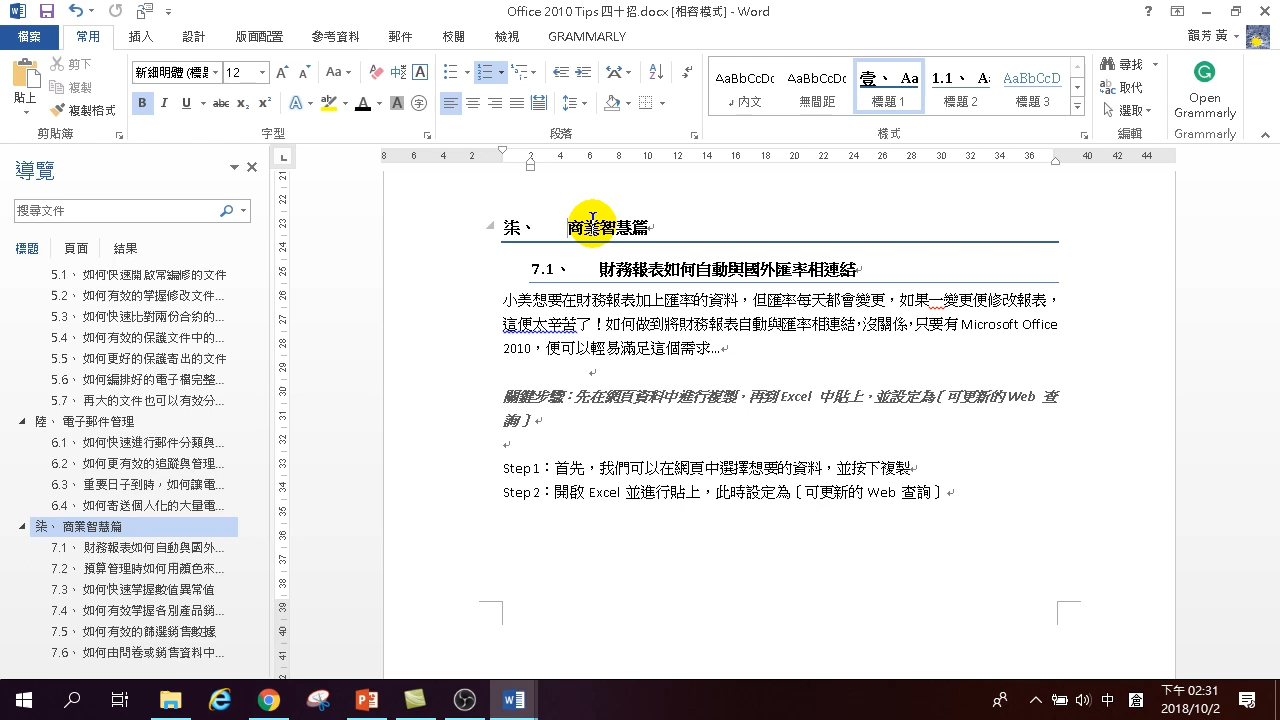 Office 2010 Tips 四十招.docx [相容模式] - Word
檔案 常用 插入 設計 版面配置 參考資料 郵件 校閱 檢視 GRAMMARLY
剪下
複製
複製格式
貼上
剪貼簿
新細明體 (標 12
字型
段落
AaBbCcDc AaBbCcDc 壹、 Aa 1.1、 A AaBbCcD
內文 無間距 標題 1 標題 2 標題 3
樣式
尋找
取代
選取
編輯
Open Grammarly
Grammarly
導覽
搜尋文件
標題 頁面 結果
5.1、 如何快速開啟常編修的文件
5.2、 如何有效的掌握修改文件...
5.3、 如何快速比對兩份合約的...
5.4、 如何有效的保護文件中的...
5.5、 如何更好的保護寄出的文件
5.6、 如何編排好的電子檔完整...
5.7、 再大的文件也可以有效分...
陸、 電子郵件管理
6.1、 如何快速進行郵件分類與...
6.2、 如何更有效的追蹤與管理...
6.3、 重要日子到時，如何讓電...
6.4、 如何寄送個人化的大量電...
柒、 商業智慧篇
7.1、 財務報表如何自動與國外...
7.2、 預算管理時如何用顏色來...
7.3、 如何快速掌握數值異常值
7.4、 如何有效掌握各別產品銷...
7.5、 如何有效的篩選銷售數據
7.6、 如何由問卷或銷售資料中...
8 6 4 2 2 4 6 8 10 12 14 16 18 20 22 24 26 28 30 32 34 36 40 42 44
柒、 商業智慧篇
7.1、 財務報表如何自動與國外匯率相連結
小美想要在財務報表加上匯率的資料，但匯率每天都會變更，如果一變更便修改報表，
這便太辛苦了！如何做到將財務報表自動與匯率相連結，沒關係，只要有 Microsoft Office
2010，便可以輕易滿足這個需求...
關鍵步驟：先在網頁資料中進行複製，再到 Excel 中貼上，並設定為〔可更新的 Web 查
詢〕
Step1：首先，我們可以在網頁中選擇想要的資料，並按下複製
Step2：開啟 Excel 並進行貼上，此時設定為〔可更新的 Web 查詢〕
中 下午 02:31
2018/10/2